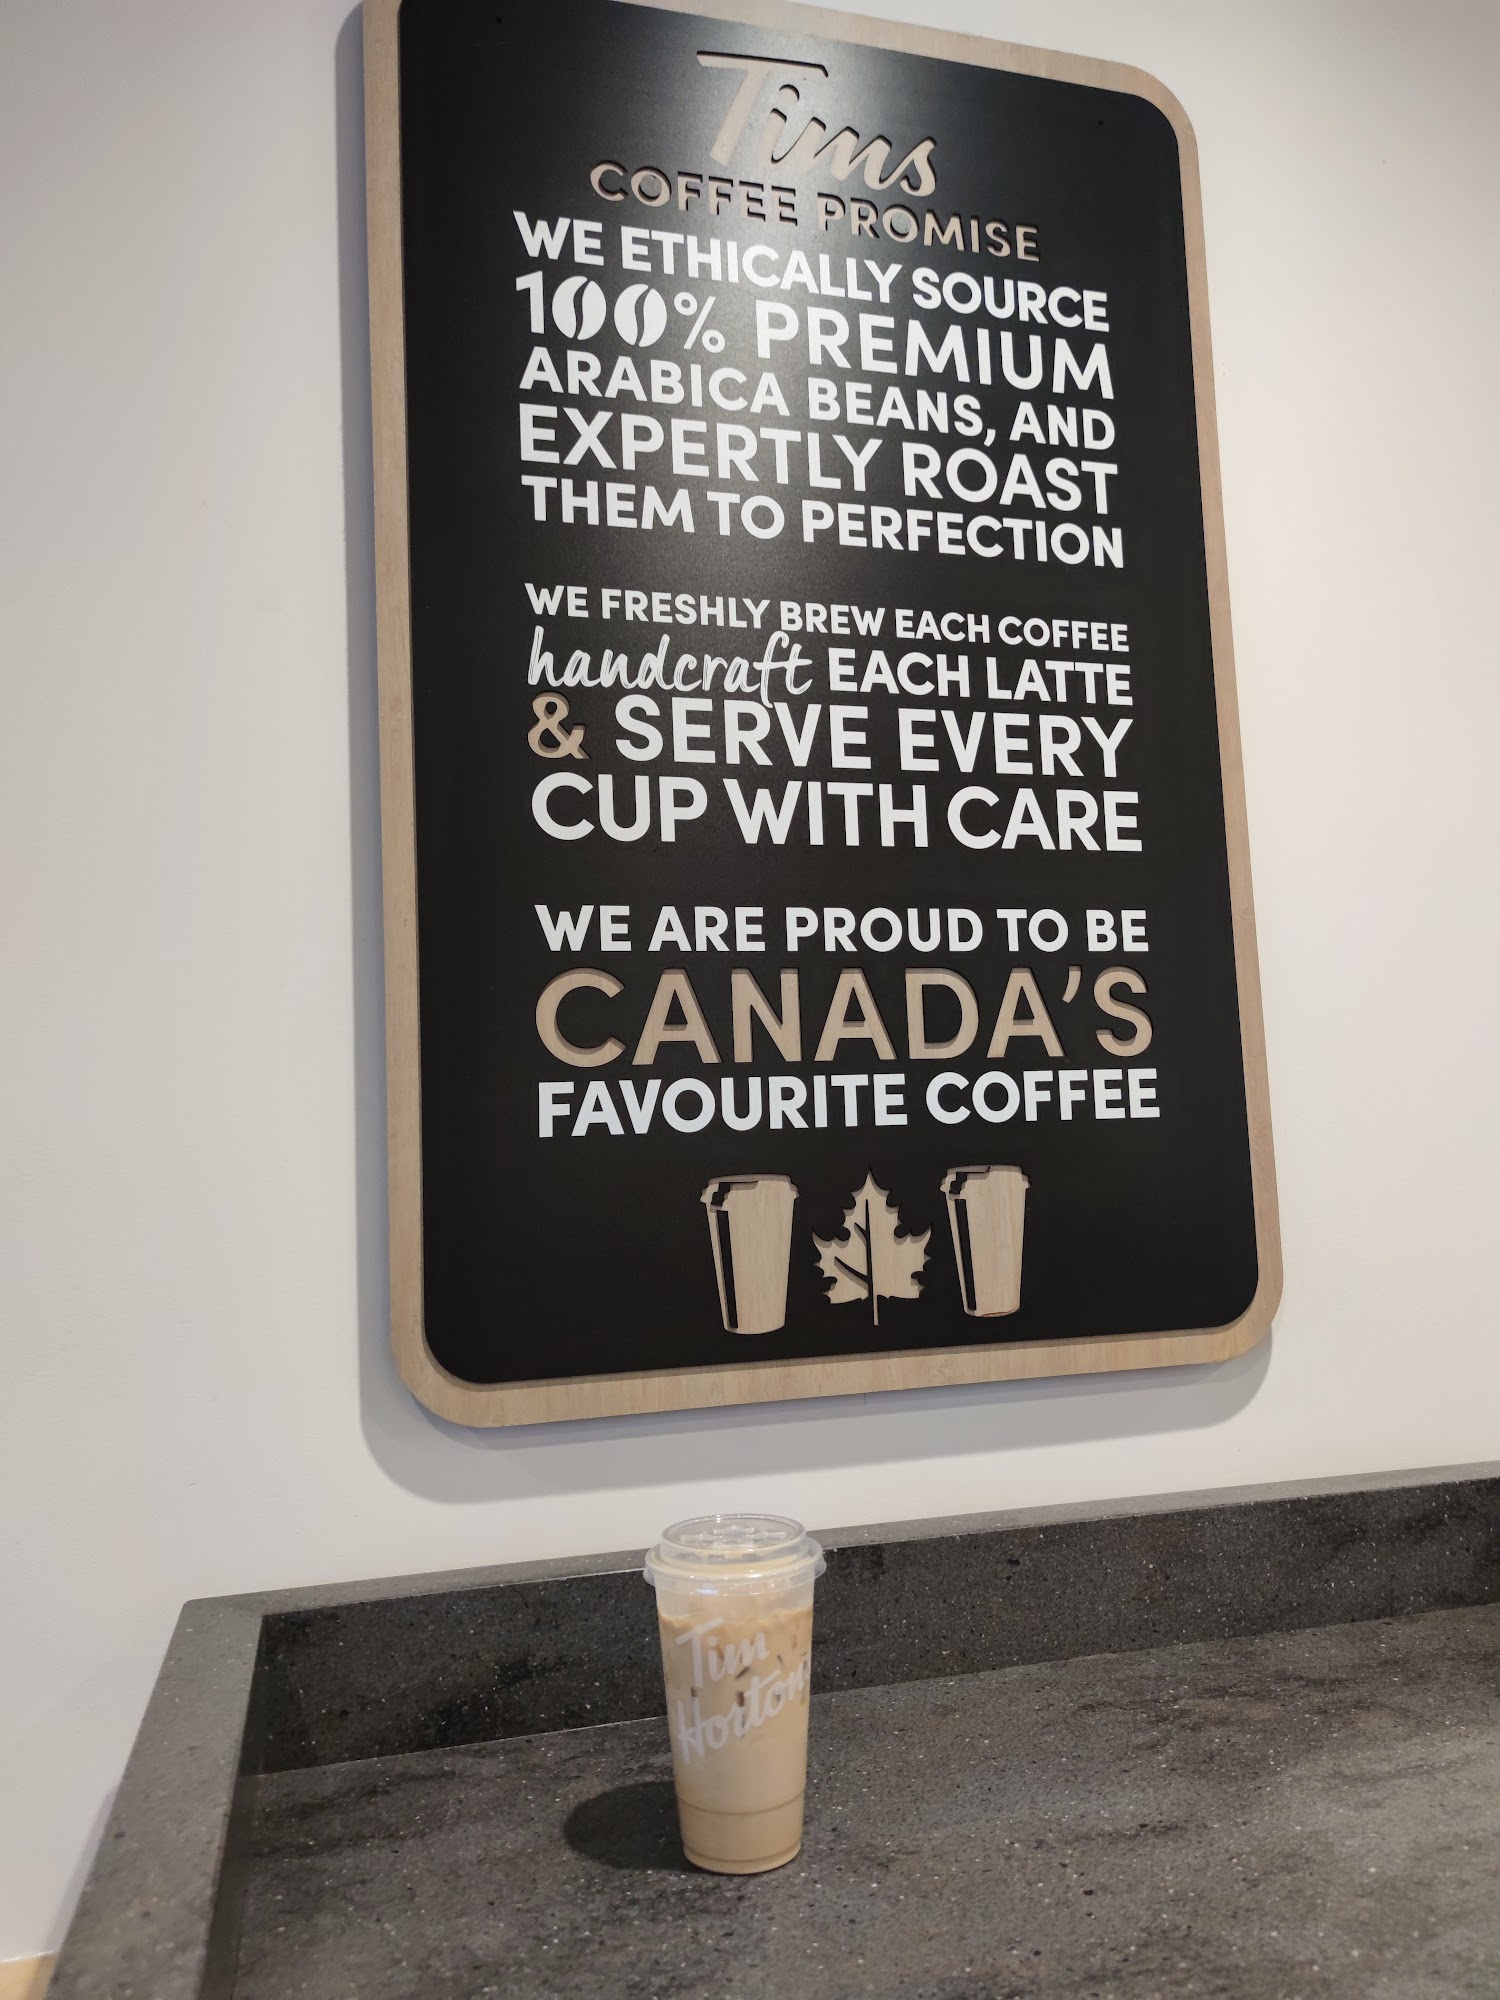 Tims
COFFEE PROMISE
WE ETHICALLY SOURCE
100% PREMIUM
ARABICA BEANS, AND
EXPERTLY ROAST
THEM TO PERFECTION
WE FRESHLY BREW EACH COFFEE
handcraft EACH LATTE
& SERVE EVERY
CUP WITH CARE
WE ARE PROUD TO BE
CANADA'S
FAVOURITE COFFEE
Tim
Horton